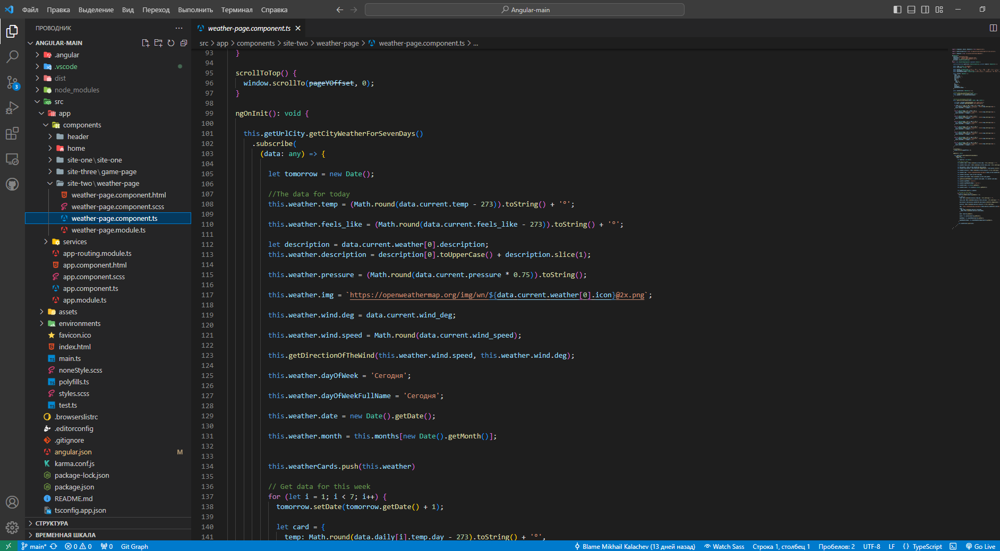 Файл Правка Выделение Вид Переход Выполнить Терминал Справка
Angular-main
ПРОВОДНИК
ANGULAR-MAIN
.angular
.vscode
dist
node_modules
src
app
components
header
home
site-one\site-one
site-three\game-page
site-two\weather-page
weather-page.component.html
weather-page.component.scss
weather-page.component.ts
weather-page.module.ts
services
app-routing.module.ts
app.component.html
app.component.scss
app.component.ts
app.module.ts
assets
environments
favicon.ico
index.html
main.ts
noneStyle.scss
polyfills.ts
styles.scss
test.ts
.browserslistrc
.editorconfig
.gitignore
angular.json M
karma.conf.js
package-lock.json
package.json
README.md
tsconfig.app.json
СТРУКТУРА
ВРЕМЕННАЯ ШКАЛА
3
weather-page.component.ts
src > app > components > site-two > weather-page > weather-page.component.ts > ...
93 }
94
95 scrollToTop() {
96 window.scrollTo(pageYOffset, 0);
97 }
98
99 ngOnInit(): void {
100
101 this.getUrlCity.getCityWeatherForSevenDays()
102 .subscribe(
103 (data: any) => {
104
105 let tomorrow = new Date();
106
107 //The data for today
108 this.weather.temp = (Math.round(data.current.temp - 273)).toString() + '°';
109
110 this.weather.feels_like = (Math.round(data.current.feels_like - 273)).toString() + '°';
111
112 let description = data.current.weather[0].description;
113 this.weather.description = description[0].toUpperCase() + description.slice(1);
114
115 this.weather.pressure = (Math.round(data.current.pressure * 0.75)).toString();
116
117 this.weather.img = `https://openweathermap.org/img/wn/${data.current.weather[0].icon}@2x.png`;
118
119 this.weather.wind.deg = data.current.wind_deg;
120
121 this.weather.wind.speed = Math.round(data.current.wind_speed);
122
123 this.getDirectionOfTheWind(this.weather.wind.speed, this.weather.wind.deg);
124
125 this.weather.dayOfWeek = 'Сегодня';
126
127 this.weather.dayOfWeekFullName = 'Сегодня';
128
129 this.weather.date = new Date().getDate();
130
131 this.weather.month = this.months[new Date().getMonth()];
132
133
134 this.weatherCards.push(this.weather)
135
136 // Get data for this week
137 for (let i = 1; i < 7; i++) {
138 tomorrow.setDate(tomorrow.getDate() + 1);
139
140 let card = {
141 temp: Math.round(data.daily[i].temp.day - 273).toString() + '°',
main* 0 0 0 Git Graph
Blame Mikhail Kalachev (13 дней назад) Watch Sass Строка 1, столбец 1 Пробелов: 2 UTF-8 LF {} TypeScript Go Live